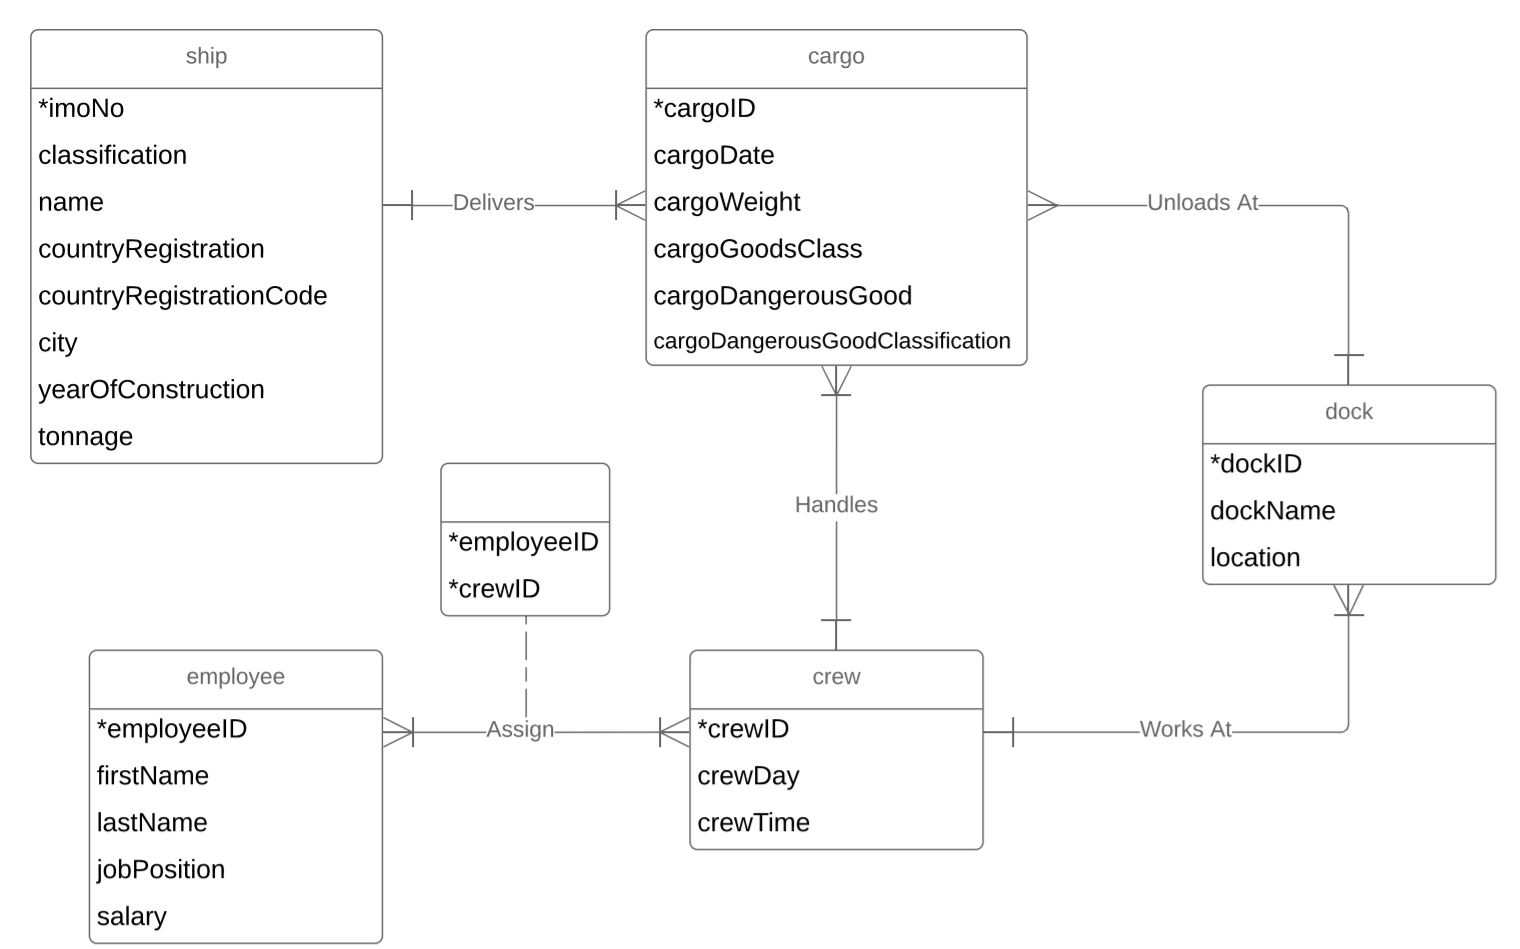 ship
*imoNo
classification
name
countryRegistration
countryRegistrationCode
city
yearOfConstruction
tonnage
Delivers
cargo
*cargoID
cargoDate
cargoWeight
cargoGoodsClass
cargoDangerousGood
cargoDangerousGoodClassification
Unloads At
dock
*dockID
dockName
location
Handles
*employeeID
*crewID
employee
*employeeID
firstName
lastName
jobPosition
salary
Assign
crew
*crewID
crewDay
crewTime
Works At